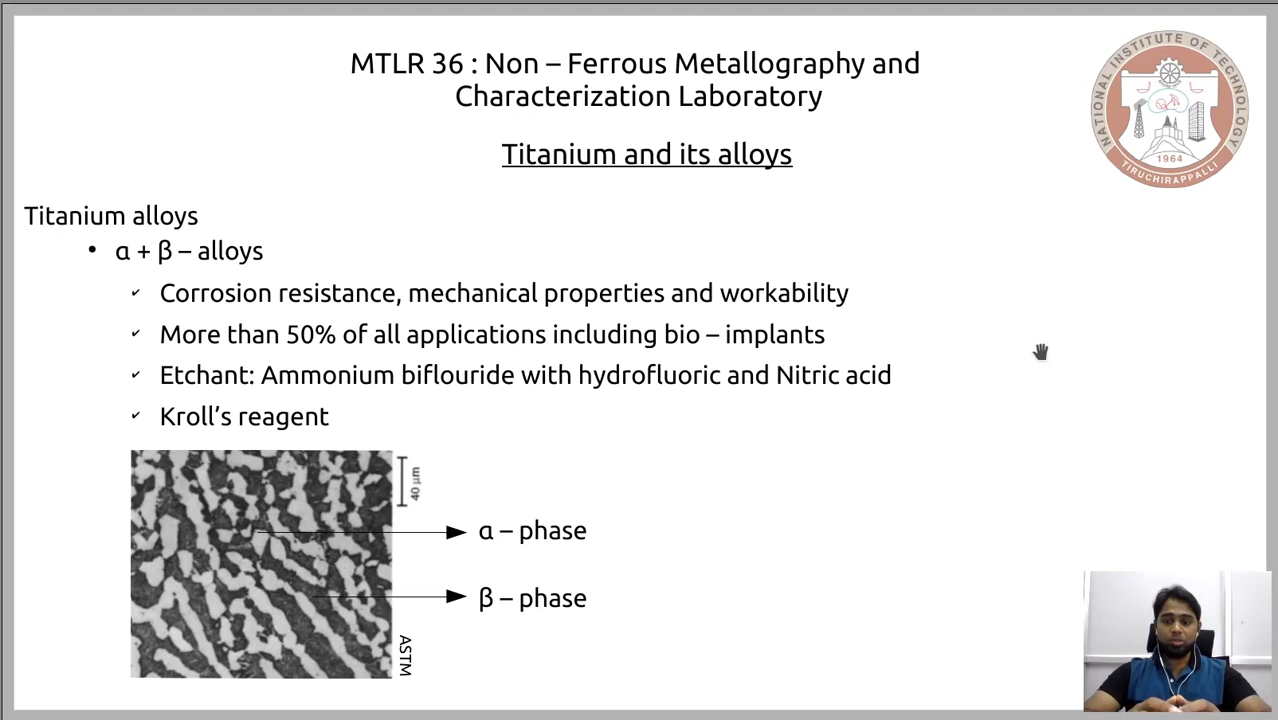 MTLR 36 : Non – Ferrous Metallography and
Characterization Laboratory
NATIONAL INSTITUTE OF TECHNOLOGY
1964
TIRUCHIRAPPALLI
Titanium and its alloys
Titanium alloys
• α + β – alloys
✓ Corrosion resistance, mechanical properties and workability
✓ More than 50% of all applications including bio – implants
✓ Etchant: Ammonium biflouride with hydrofluoric and Nitric acid
✓ Kroll’s reagent
40 µm
α – phase
β – phase
ASTM